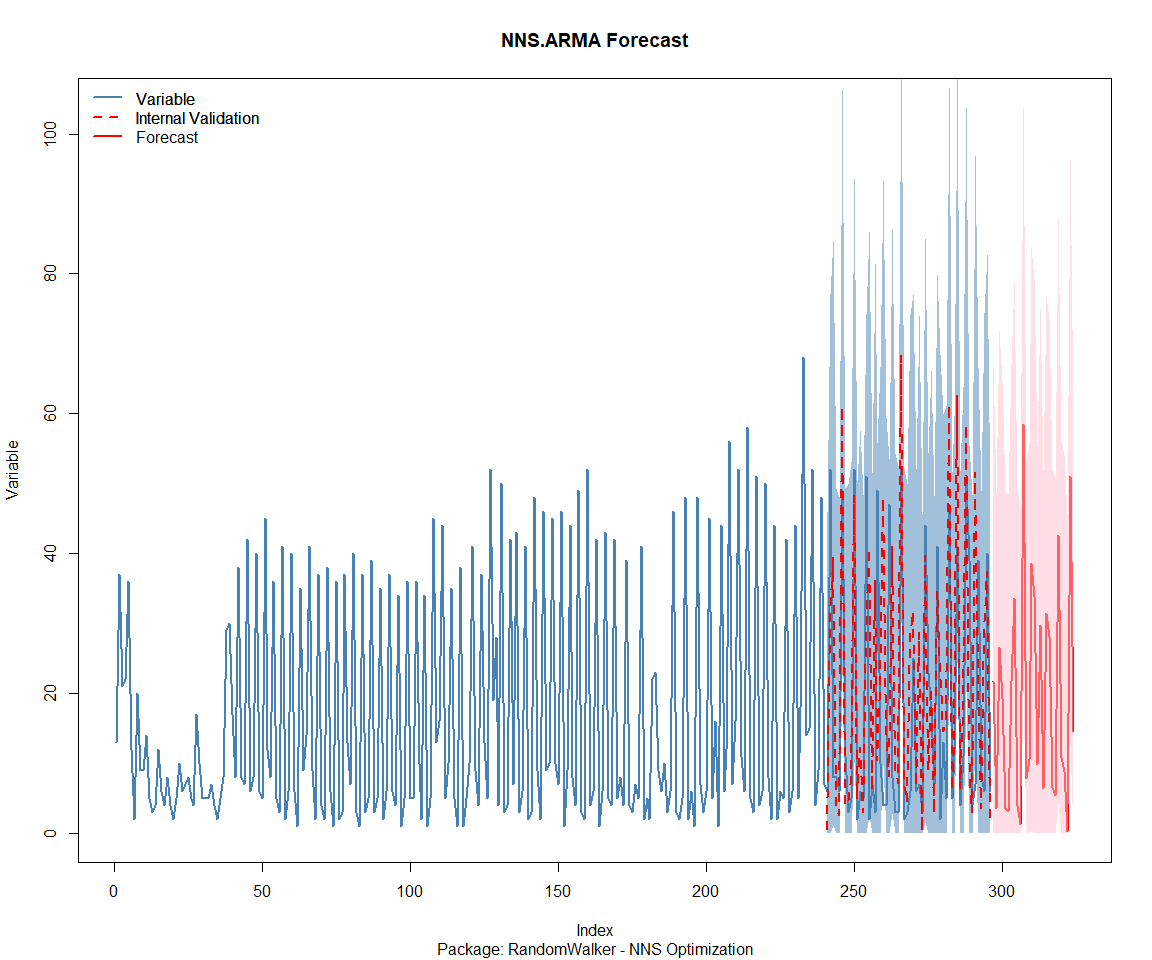 NNS.ARMA Forecast
Variable
Internal Validation
Forecast
Variable
100
80
60
40
20
0
0 50 100 150 200 250 300
Index
Package: RandomWalker - NNS Optimization